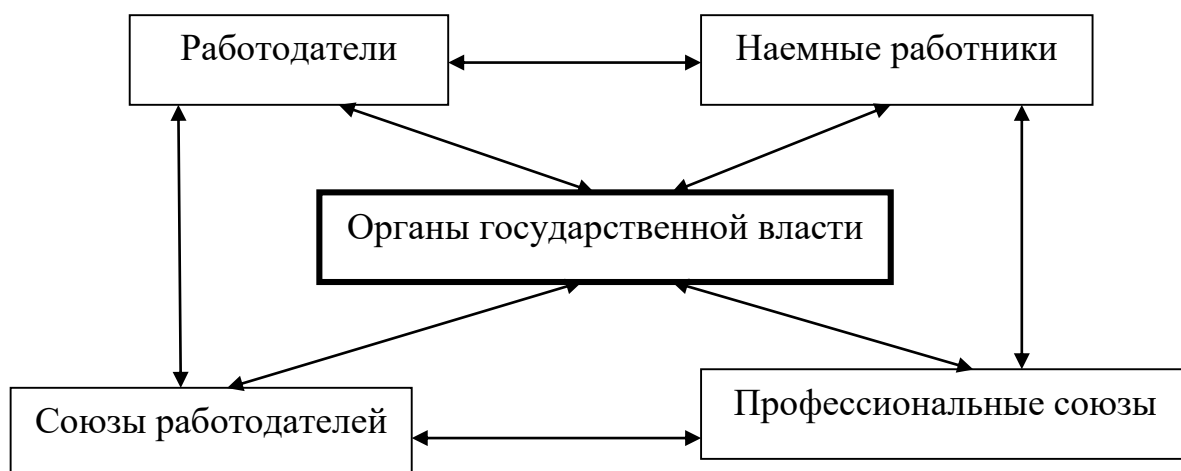 Работодатели
Наемные работники
Органы государственной власти
Союзы работодателей
Профессиональные союзы